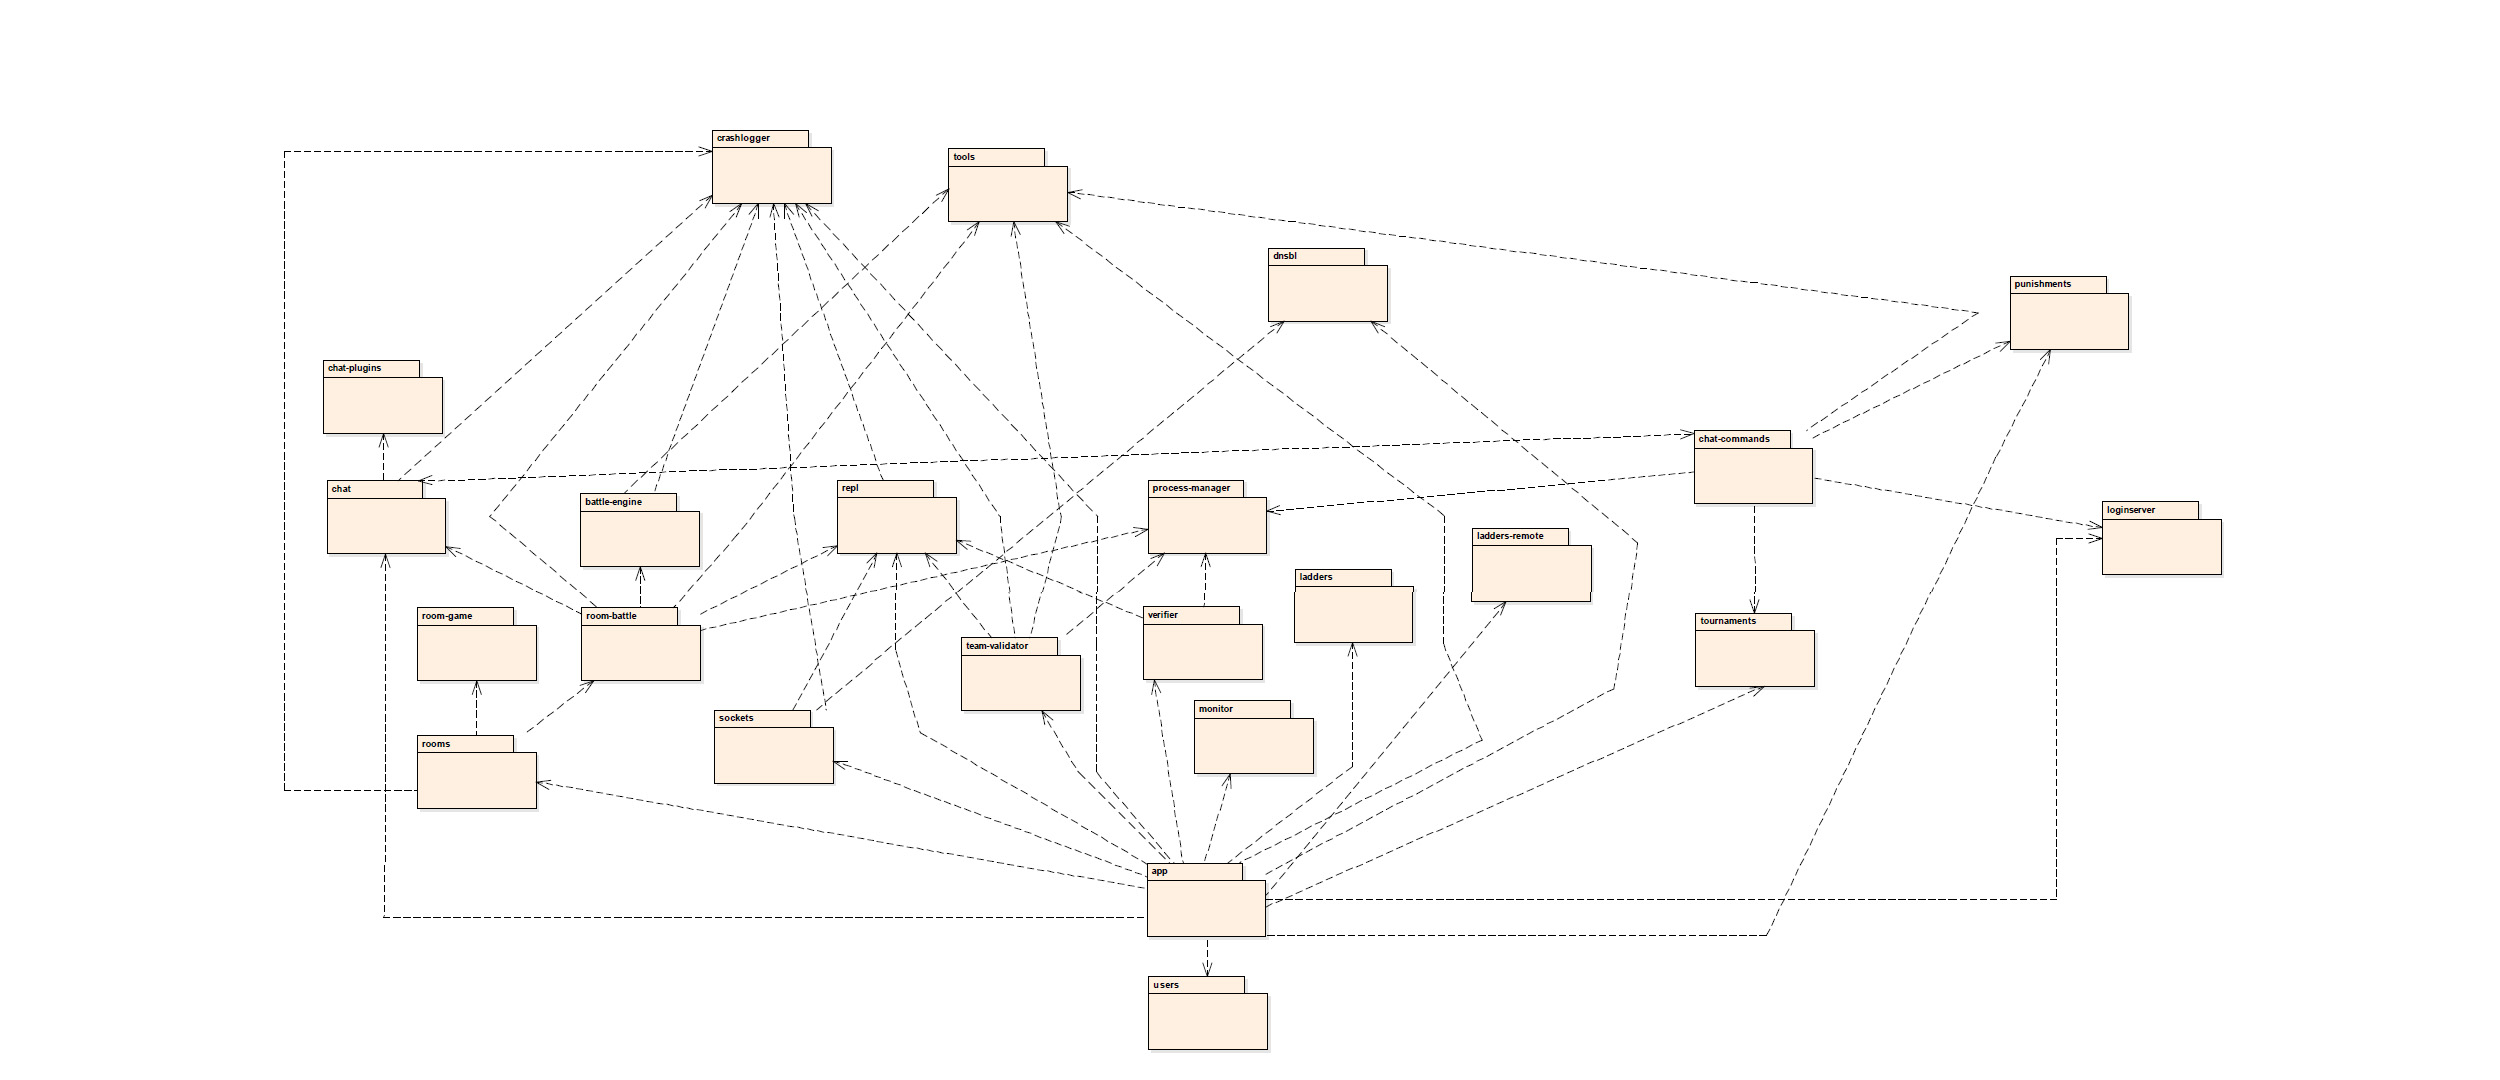 crashlogger
tools
dnsbl
punishments
chat-plugins
chat-commands
chat
battle-engine
repl
process-manager
loginserver
ladders-remote
ladders
room-game
room-battle
verifier
tournaments
team-validator
monitor
sockets
rooms
app
users